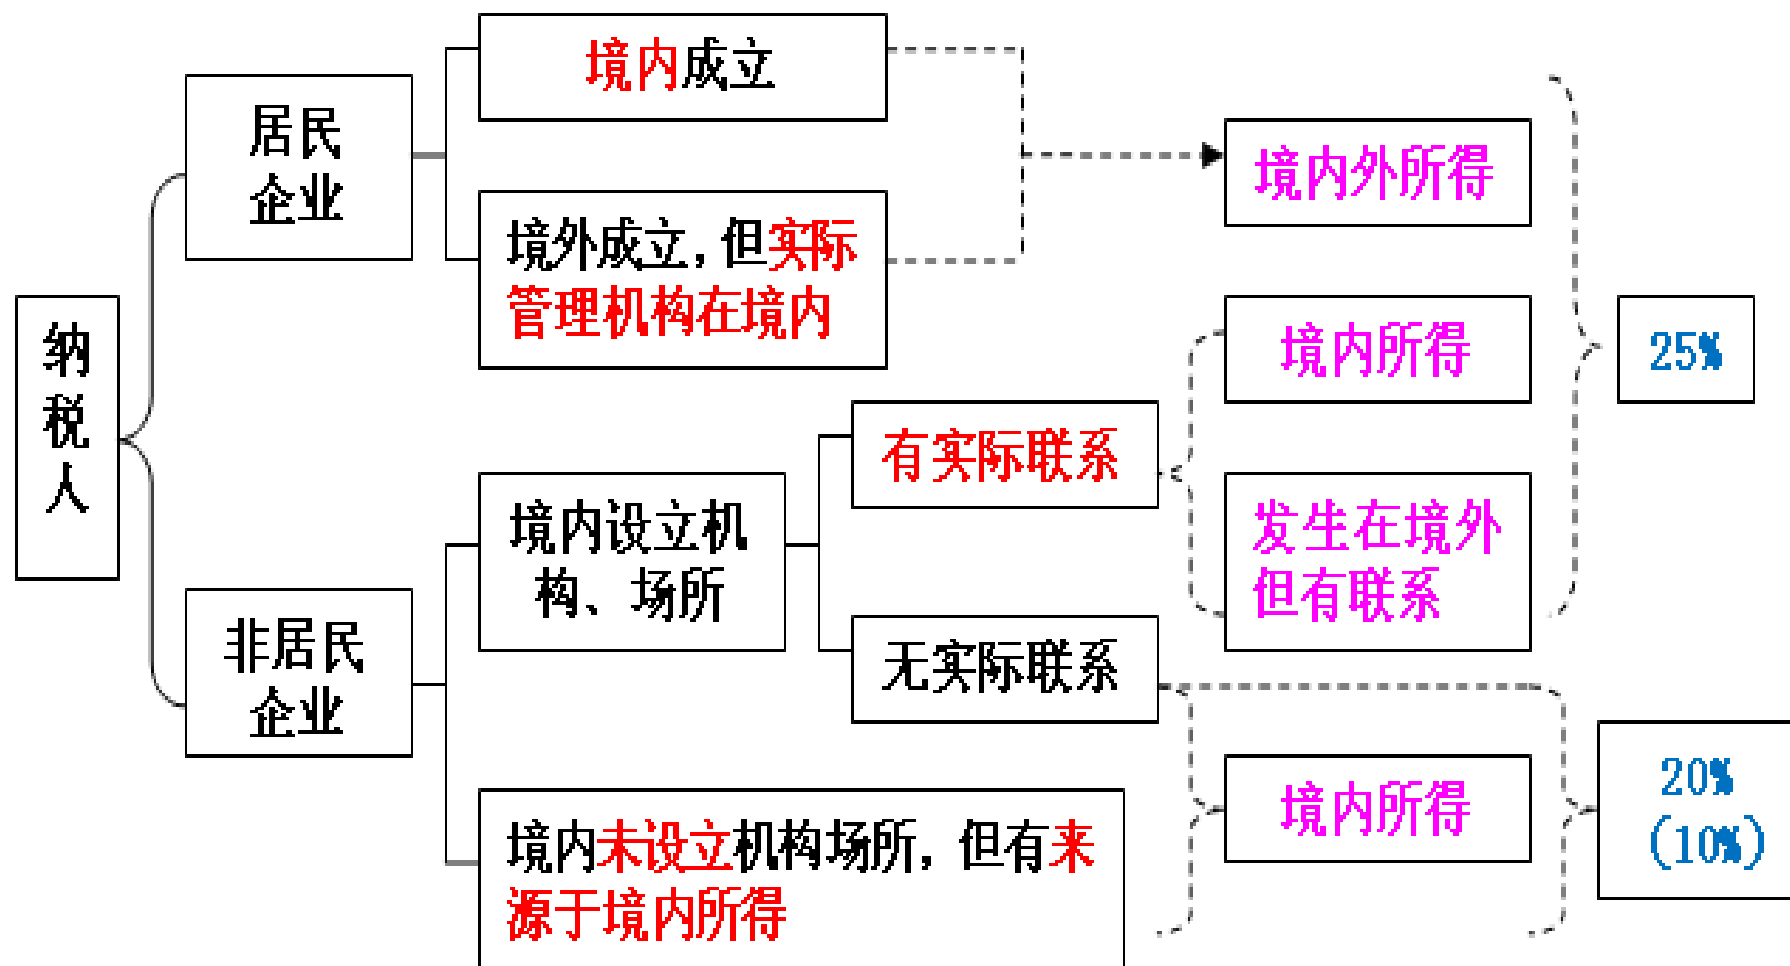 纳税人
居民
企业
境内成立
境外成立,但实际
管理机构在境内
境内外所得
境内所得
25%
有实际联系
境内设立机
构、场所
发生在境外
但有联系
非居民
企业
无实际联系
境内未设立机构场所,但有来
源于境内所得
境内所得
20%
(10%)